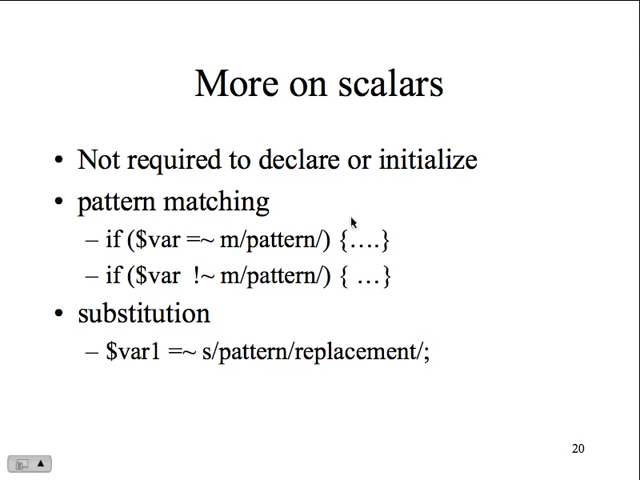 More on scalars
• Not required to declare or initialize
• pattern matching
– if ($var =~ m/pattern/) {….}
– if ($var !~ m/pattern/) { …}
• substitution
– $var1 =~ s/pattern/replacement/;
20